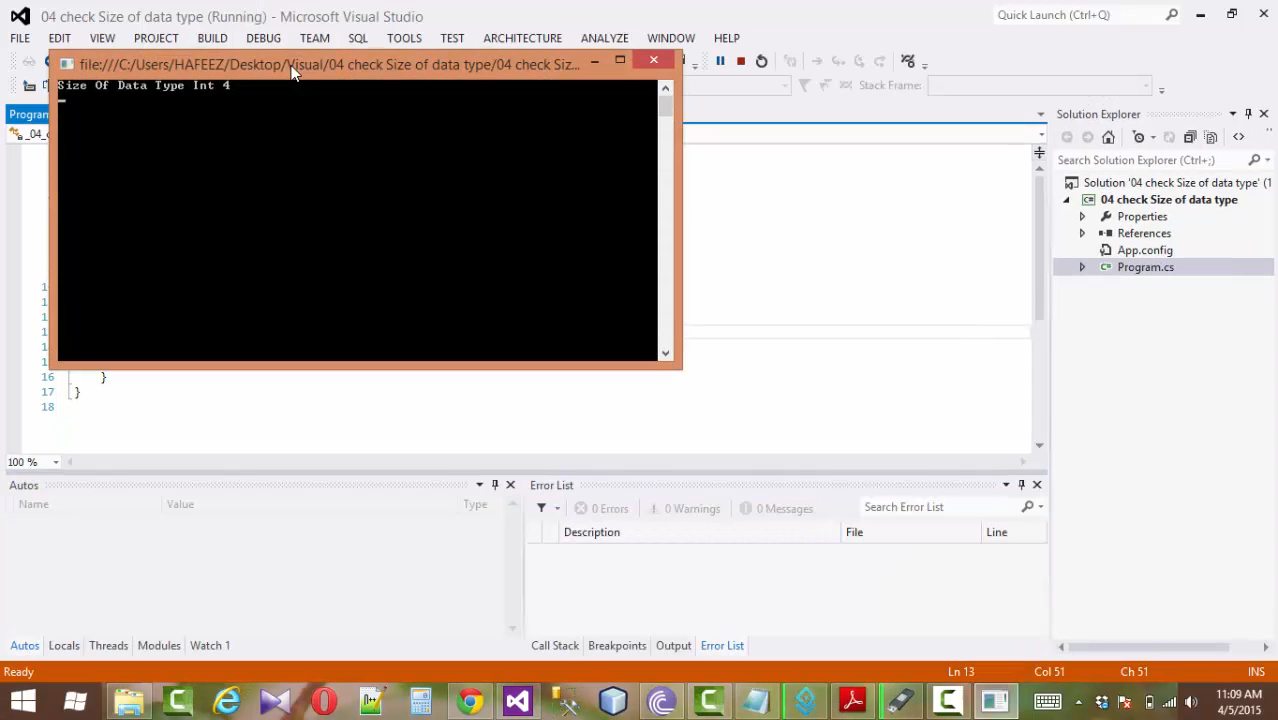 04 check Size of data type (Running) - Microsoft Visual Studio
Quick Launch (Ctrl+Q)
FILE EDIT VIEW PROJECT BUILD DEBUG TEAM SQL TOOLS TEST ARCHITECTURE ANALYZE WINDOW HELP
file:///C:/Users/HAFEEZ/Desktop/Visual/04 check Size of data type/04 check Siz...
Size Of Data Type Int 4
Stack Frame:
Program
_04_c
Solution Explorer
Search Solution Explorer (Ctrl+;)
Solution '04 check Size of data type' (1
04 check Size of data type
Properties
References
App.config
Program.cs
16 }
17 }
18
100 %
Autos
Name Value Type
Error List
0 Errors 0 Warnings 0 Messages
Search Error List
Description File Line
Autos Locals Threads Modules Watch 1
Call Stack Breakpoints Output Error List
Ready Ln 13 Col 51 Ch 51 INS
11:09 AM
4/5/2015